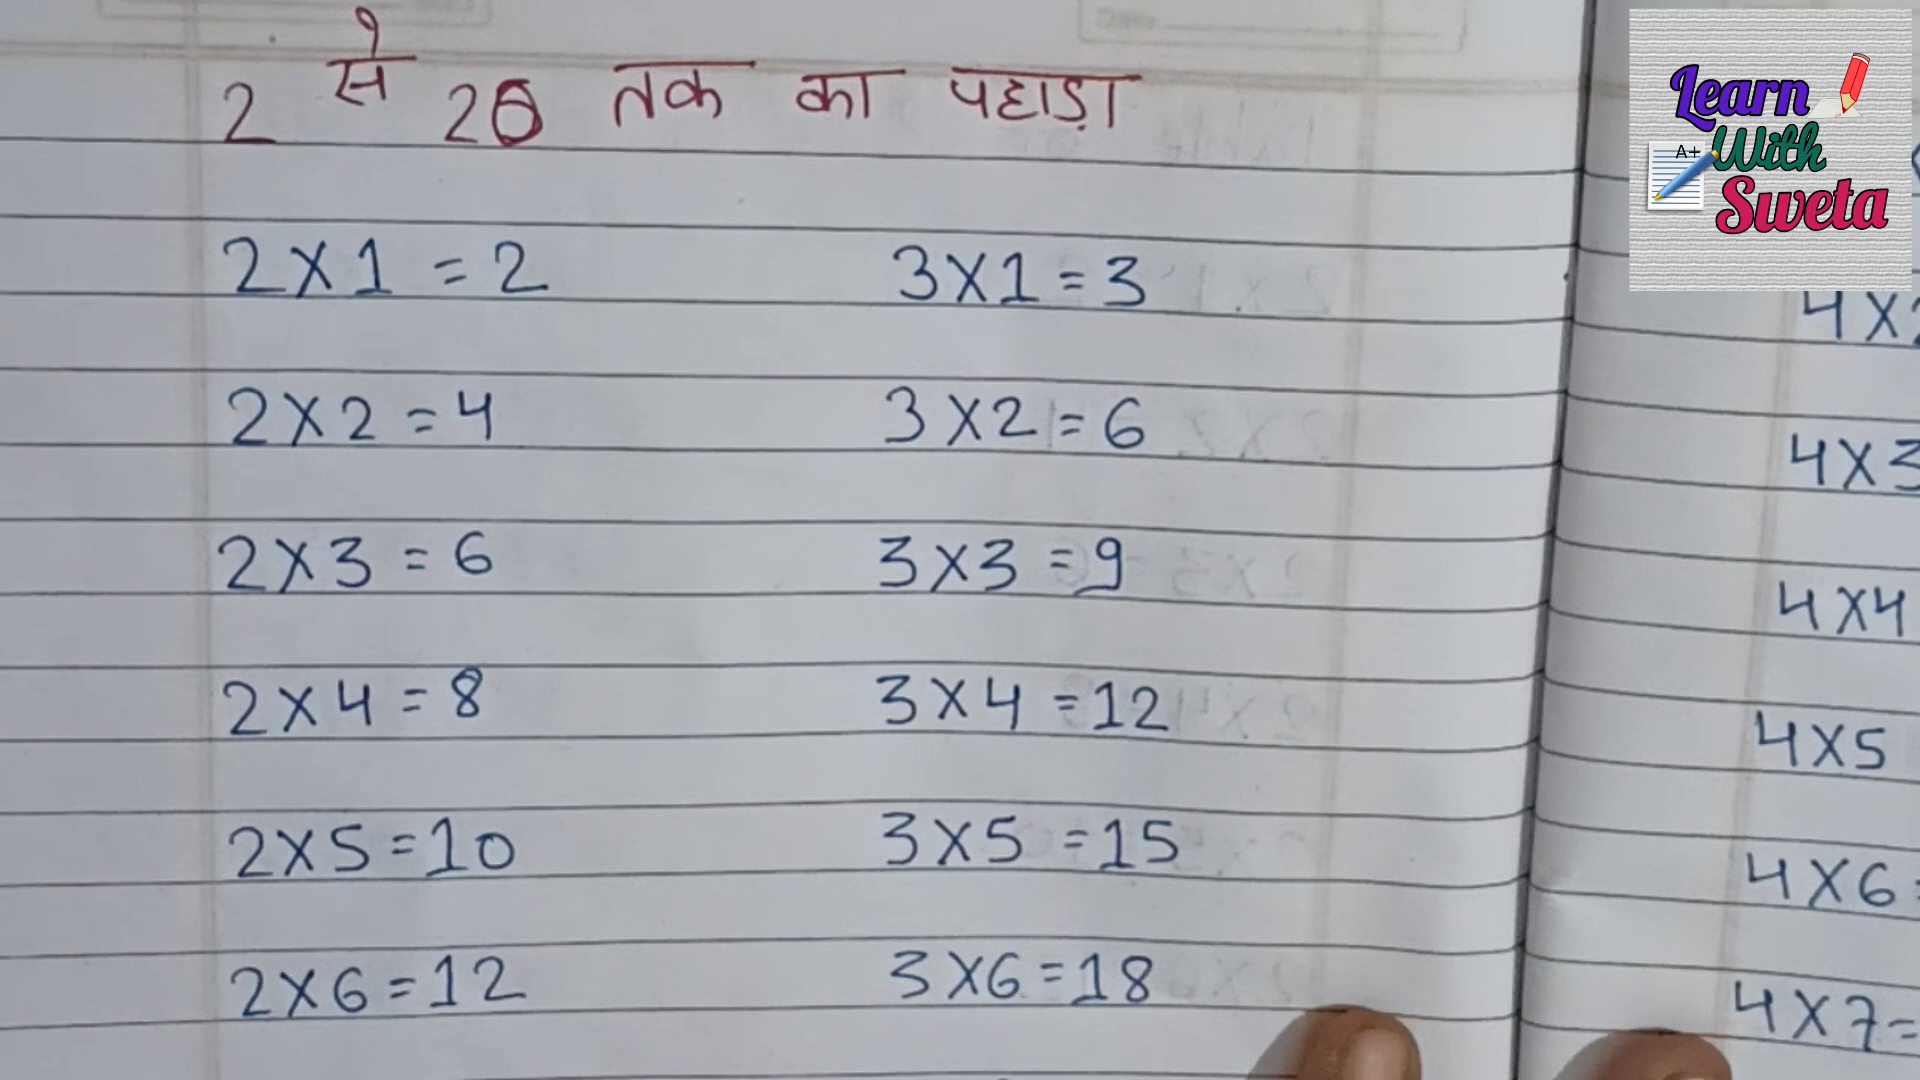 2 से 20 तक का पहाड़ा
Learn
With
Sweta
A+
2X1=2 3X1=3
4X2
2X2=4 3X2=6
4X3
2X3=6 3X3=9
4X4
2X4=8 3X4=12
4X5
2X5=10 3X5=15
4X6=
2X6=12 3X6=18
4X7=